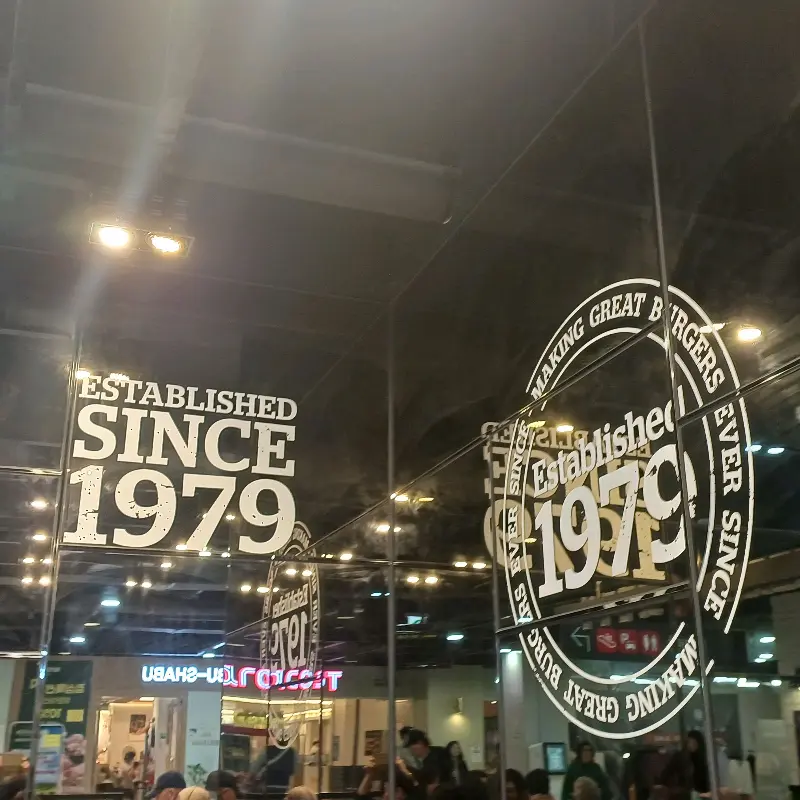 ESTABLISHED
SINCE
1979
MAKING GREAT BURGERS EVER SINCE
Established
1979
MAKING GREAT BURGERS EVER SINCE